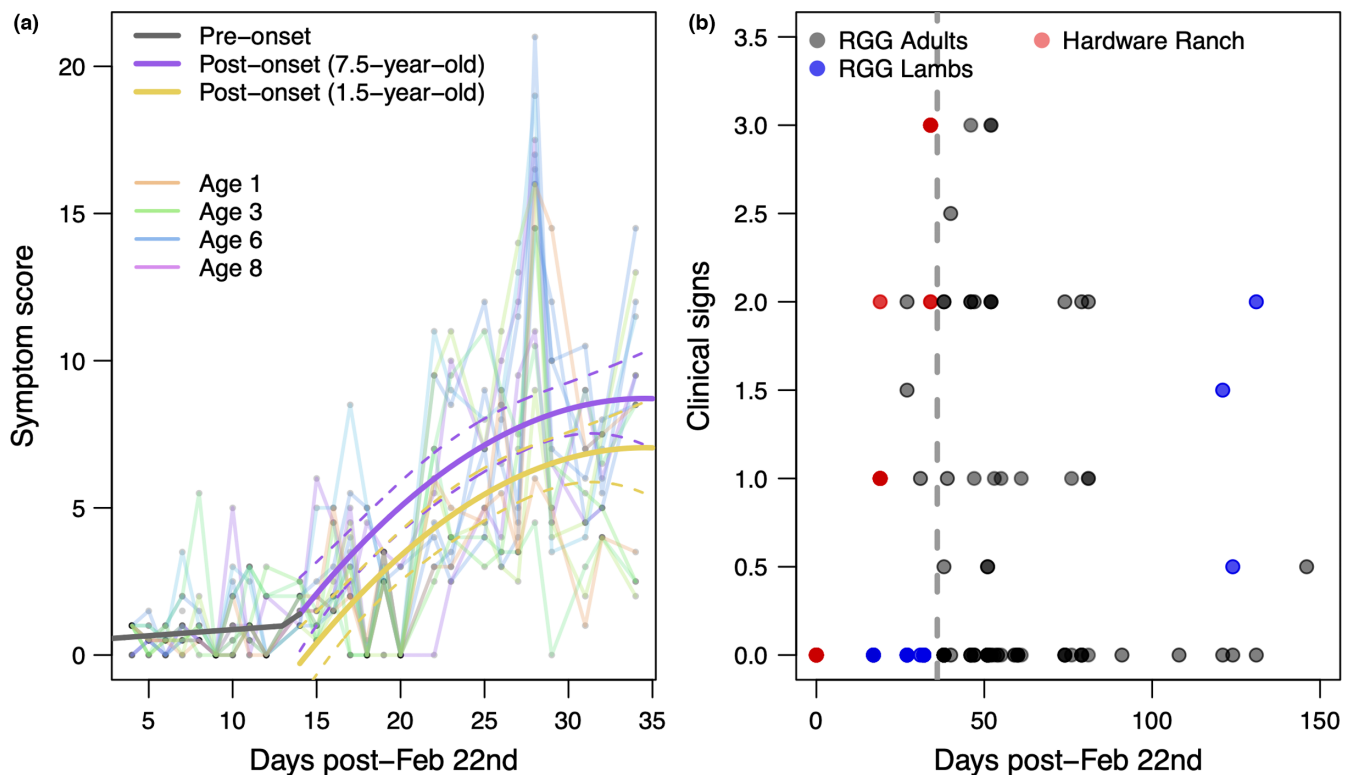 (a)
Pre−onset
Post−onset (7.5−year−old)
Post−onset (1.5−year−old)
Age 1
Age 3
Age 6
Age 8
Symptom score
20
15
10
5
0
5 10 15 20 25 30 35
Days post−Feb 22nd
(b)
RGG Adults
RGG Lambs
Hardware Ranch
Clinical signs
3.5
3.0
2.5
2.0
1.5
1.0
0.5
0.0
0 50 100 150
Days post−Feb 22nd